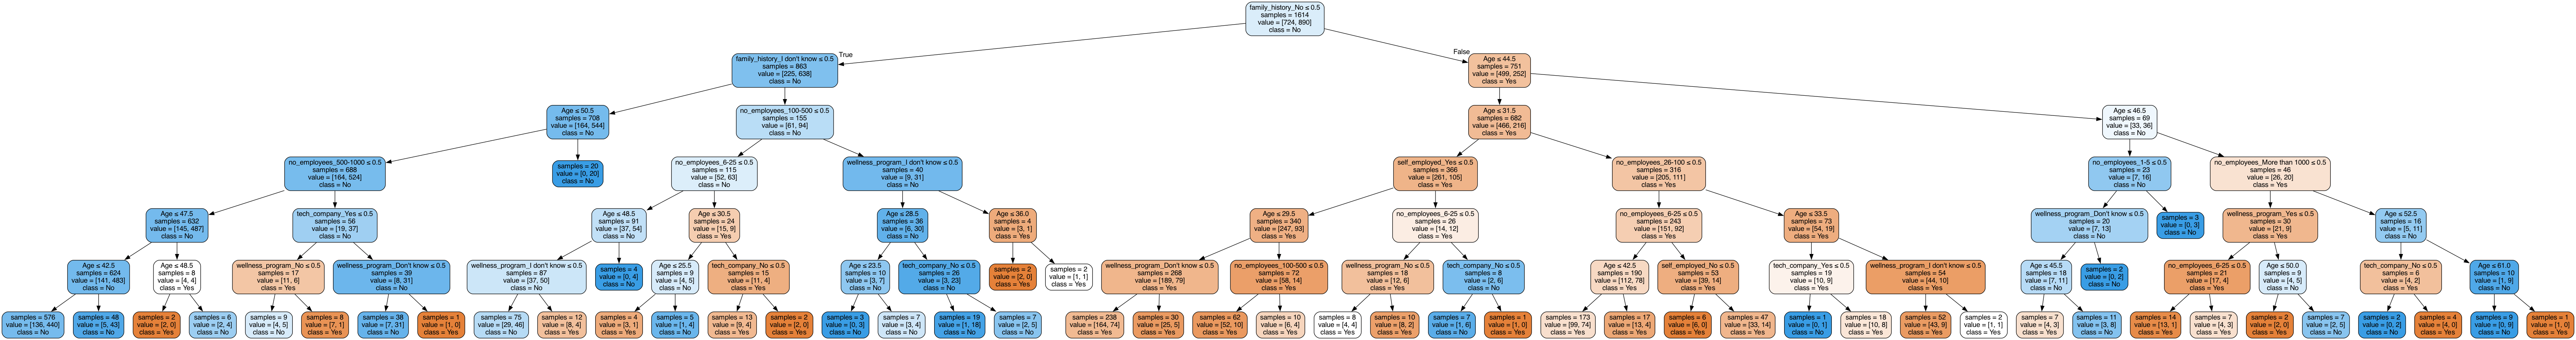 family_history_No ≤ 0.5
samples = 1614
value = [724, 890]
class = No
True
False
family_history_I don't know ≤ 0.5
samples = 863
value = [225, 638]
class = No
Age ≤ 44.5
samples = 751
value = [499, 252]
class = Yes
Age ≤ 50.5
samples = 708
value = [164, 544]
class = No
no_employees_100-500 ≤ 0.5
samples = 155
value = [61, 94]
class = No
Age ≤ 31.5
samples = 682
value = [466, 216]
class = Yes
Age ≤ 46.5
samples = 69
value = [33, 36]
class = No
no_employees_500-1000 ≤ 0.5
samples = 688
value = [164, 524]
class = No
samples = 20
value = [0, 20]
class = No
no_employees_6-25 ≤ 0.5
samples = 115
value = [52, 63]
class = No
wellness_program_I don't know ≤ 0.5
samples = 40
value = [9, 31]
class = No
self_employed_Yes ≤ 0.5
samples = 366
value = [261, 105]
class = Yes
no_employees_26-100 ≤ 0.5
samples = 316
value = [205, 111]
class = Yes
no_employees_1-5 ≤ 0.5
samples = 23
value = [7, 16]
class = No
no_employees_More than 1000 ≤ 0.5
samples = 46
value = [26, 20]
class = Yes
Age ≤ 47.5
samples = 632
value = [145, 487]
class = No
tech_company_Yes ≤ 0.5
samples = 56
value = [19, 37]
class = No
Age ≤ 48.5
samples = 91
value = [37, 54]
class = No
Age ≤ 30.5
samples = 24
value = [15, 9]
class = Yes
Age ≤ 28.5
samples = 36
value = [6, 30]
class = No
Age ≤ 36.0
samples = 4
value = [3, 1]
class = Yes
Age ≤ 29.5
samples = 340
value = [247, 93]
class = Yes
no_employees_6-25 ≤ 0.5
samples = 26
value = [14, 12]
class = Yes
no_employees_6-25 ≤ 0.5
samples = 243
value = [151, 92]
class = Yes
Age ≤ 33.5
samples = 73
value = [54, 19]
class = Yes
wellness_program_Don't know ≤ 0.5
samples = 20
value = [7, 13]
class = No
samples = 3
value = [0, 3]
class = No
wellness_program_Yes ≤ 0.5
samples = 30
value = [21, 9]
class = Yes
Age ≤ 52.5
samples = 16
value = [5, 11]
class = No
Age ≤ 42.5
samples = 624
value = [141, 483]
class = No
Age ≤ 48.5
samples = 8
value = [4, 4]
class = Yes
wellness_program_No ≤ 0.5
samples = 17
value = [11, 6]
class = Yes
wellness_program_Don't know ≤ 0.5
samples = 39
value = [8, 31]
class = No
wellness_program_I don't know ≤ 0.5
samples = 87
value = [37, 50]
class = No
samples = 4
value = [0, 4]
class = No
Age ≤ 25.5
samples = 9
value = [4, 5]
class = No
tech_company_No ≤ 0.5
samples = 15
value = [11, 4]
class = Yes
Age ≤ 23.5
samples = 10
value = [3, 7]
class = No
tech_company_No ≤ 0.5
samples = 26
value = [3, 23]
class = No
samples = 2
value = [2, 0]
class = Yes
samples = 2
value = [1, 1]
class = Yes
wellness_program_Don't know ≤ 0.5
samples = 268
value = [189, 79]
class = Yes
no_employees_100-500 ≤ 0.5
samples = 72
value = [58, 14]
class = Yes
wellness_program_No ≤ 0.5
samples = 18
value = [12, 6]
class = Yes
tech_company_No ≤ 0.5
samples = 8
value = [2, 6]
class = No
Age ≤ 42.5
samples = 190
value = [112, 78]
class = Yes
self_employed_No ≤ 0.5
samples = 53
value = [39, 14]
class = Yes
tech_company_Yes ≤ 0.5
samples = 19
value = [10, 9]
class = Yes
wellness_program_I don't know ≤ 0.5
samples = 54
value = [44, 10]
class = Yes
Age ≤ 45.5
samples = 18
value = [7, 11]
class = No
samples = 2
value = [0, 2]
class = No
no_employees_6-25 ≤ 0.5
samples = 21
value = [17, 4]
class = Yes
Age ≤ 50.0
samples = 9
value = [4, 5]
class = No
tech_company_No ≤ 0.5
samples = 6
value = [4, 2]
class = Yes
Age ≤ 61.0
samples = 10
value = [1, 9]
class = No
samples = 576
value = [136, 440]
class = No
samples = 48
value = [5, 43]
class = No
samples = 2
value = [2, 0]
class = Yes
samples = 6
value = [2, 4]
class = No
samples = 9
value = [4, 5]
class = No
samples = 8
value = [7, 1]
class = Yes
samples = 38
value = [7, 31]
class = No
samples = 1
value = [1, 0]
class = Yes
samples = 75
value = [29, 46]
class = No
samples = 12
value = [8, 4]
class = Yes
samples = 4
value = [3, 1]
class = Yes
samples = 5
value = [1, 4]
class = No
samples = 13
value = [9, 4]
class = Yes
samples = 2
value = [2, 0]
class = Yes
samples = 3
value = [0, 3]
class = No
samples = 7
value = [3, 4]
class = No
samples = 19
value = [1, 18]
class = No
samples = 7
value = [2, 5]
class = No
samples = 238
value = [164, 74]
class = Yes
samples = 30
value = [25, 5]
class = Yes
samples = 62
value = [52, 10]
class = Yes
samples = 10
value = [6, 4]
class = Yes
samples = 8
value = [4, 4]
class = Yes
samples = 10
value = [8, 2]
class = Yes
samples = 7
value = [1, 6]
class = No
samples = 1
value = [1, 0]
class = Yes
samples = 173
value = [99, 74]
class = Yes
samples = 17
value = [13, 4]
class = Yes
samples = 6
value = [6, 0]
class = Yes
samples = 47
value = [33, 14]
class = Yes
samples = 1
value = [0, 1]
class = No
samples = 18
value = [10, 8]
class = Yes
samples = 52
value = [43, 9]
class = Yes
samples = 2
value = [1, 1]
class = Yes
samples = 7
value = [4, 3]
class = Yes
samples = 11
value = [3, 8]
class = No
samples = 14
value = [13, 1]
class = Yes
samples = 7
value = [4, 3]
class = Yes
samples = 2
value = [2, 0]
class = Yes
samples = 7
value = [2, 5]
class = No
samples = 2
value = [0, 2]
class = No
samples = 4
value = [4, 0]
class = Yes
samples = 9
value = [0, 9]
class = No
samples = 1
value = [1, 0]
class = Yes